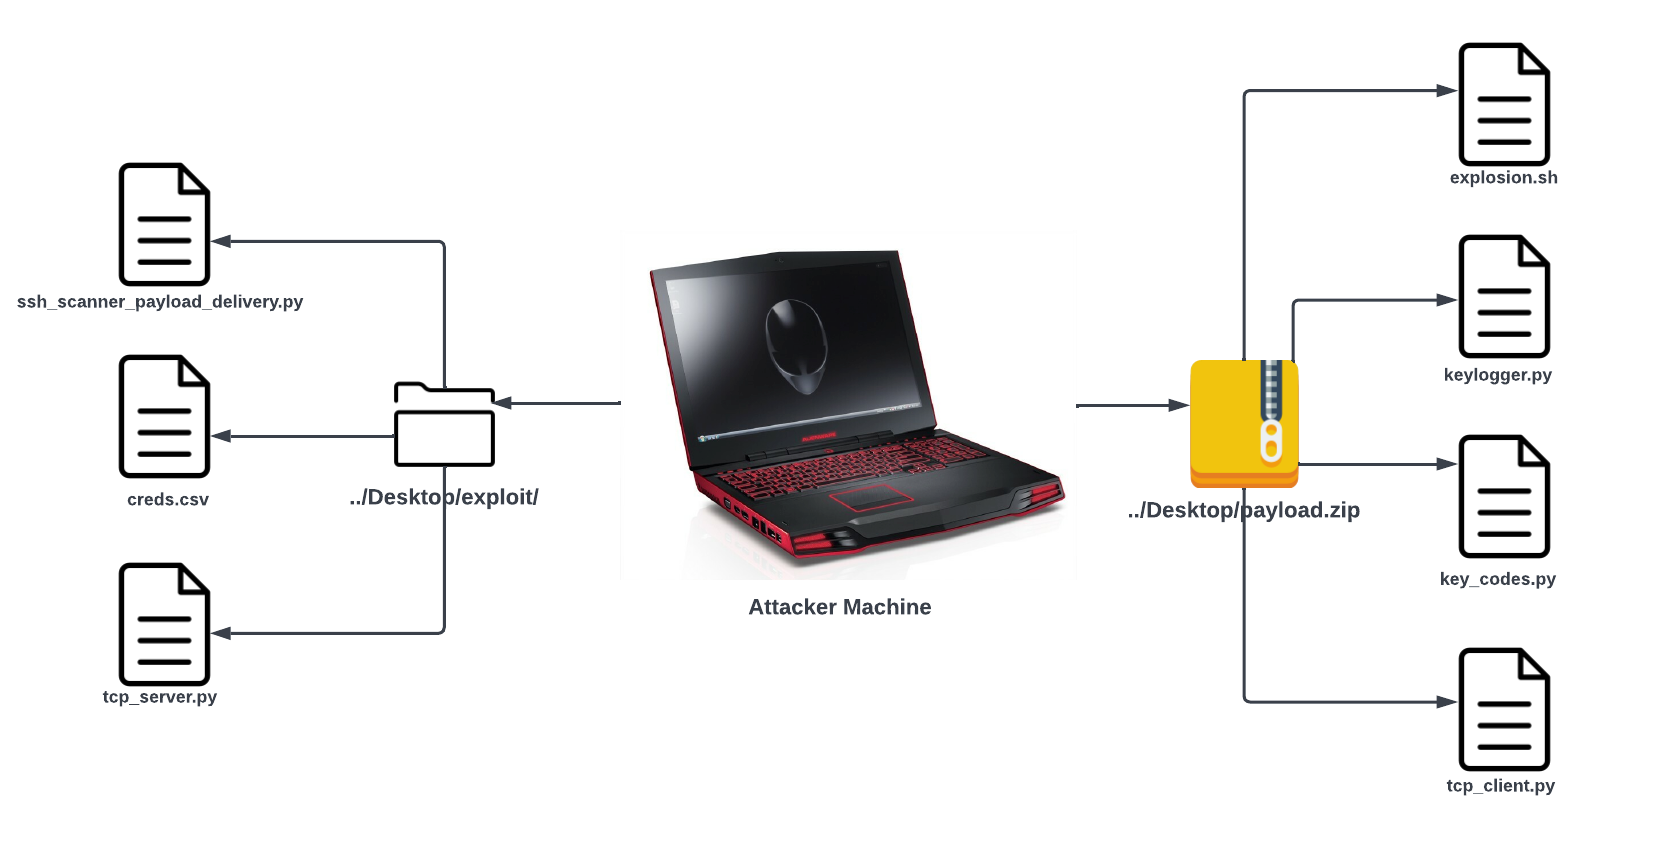 explosion.sh
ssh_scanner_payload_delivery.py
keylogger.py
creds.csv
../Desktop/exploit/
../Desktop/payload.zip
key_codes.py
Attacker Machine
tcp_server.py
tcp_client.py